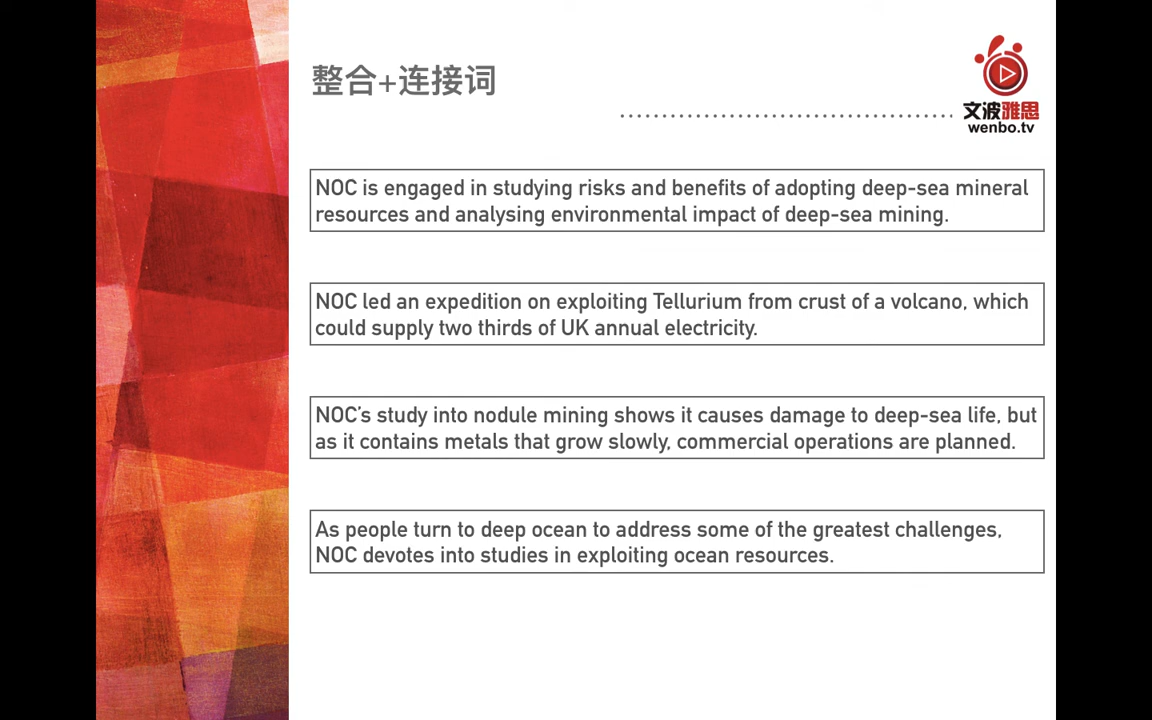 整合+连接词
文波雅思
wenbo.tv
NOC is engaged in studying risks and benefits of adopting deep-sea mineral
resources and analysing environmental impact of deep-sea mining.
NOC led an expedition on exploiting Tellurium from crust of a volcano, which
could supply two thirds of UK annual electricity.
NOC’s study into nodule mining shows it causes damage to deep-sea life, but
as it contains metals that grow slowly, commercial operations are planned.
As people turn to deep ocean to address some of the greatest challenges,
NOC devotes into studies in exploiting ocean resources.